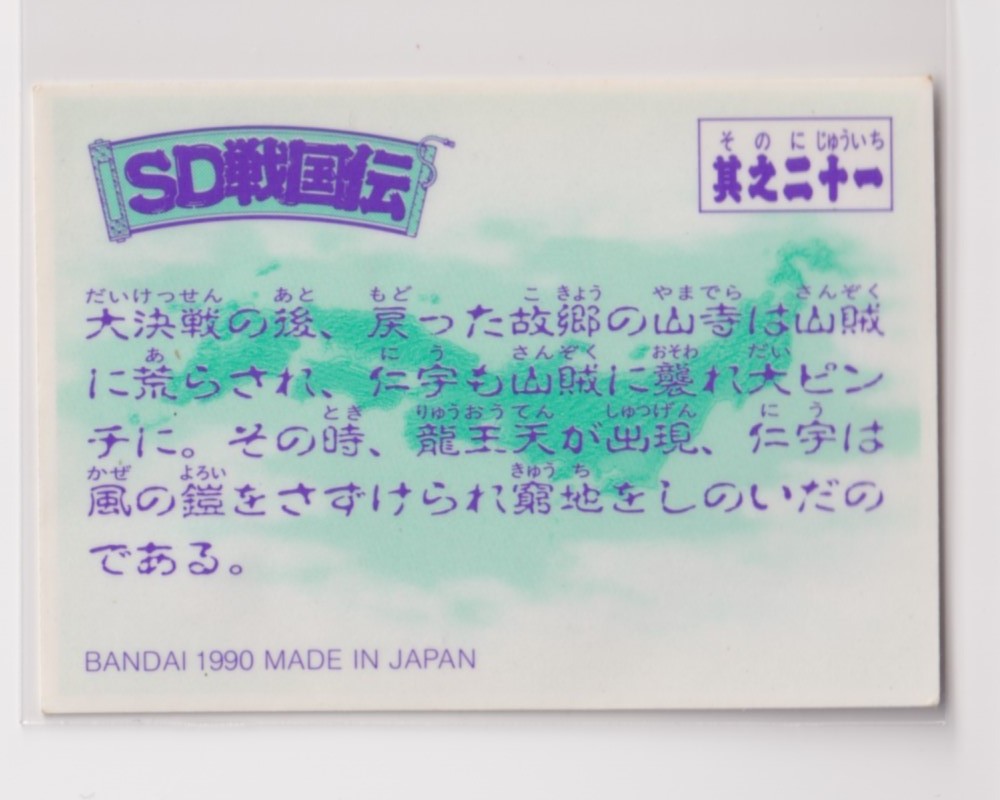 SD戦国伝
そのにじゅういち
其之二十一
だいけっせん あと もど こ きょう やまでら さんぞく
大決戦の後、戻った故郷の山寺は山賊
あ に う さんぞく おそわ だい
に荒らされ、仁宇も山賊に襲れ大ピン
とき りゅうおうてん しゅつげん に う
チに。その時、龍王天が出現、仁宇は
かぜ よろい きゅう ち
風の鎧をさずけられ窮地をしのいだの
である。
BANDAI 1990 MADE IN JAPAN